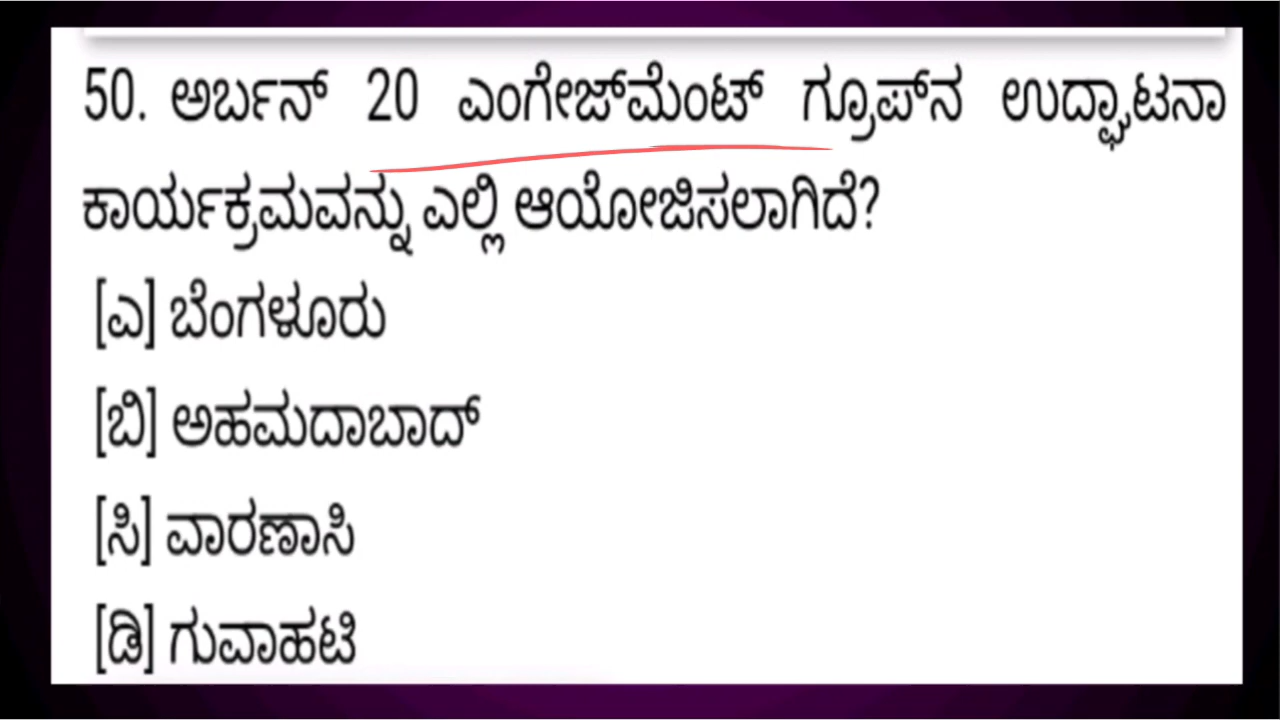 50. ಅರ್ಬನ್ 20 ಎಂಗೇಜ್‌ಮೆಂಟ್ ಗ್ರೂಪ್‌ನ ಉದ್ಘಾಟನಾ
ಕಾರ್ಯಕ್ರಮವನ್ನು ಎಲ್ಲಿ ಆಯೋಜಿಸಲಾಗಿದೆ?
[ಎ] ಬೆಂಗಳೂರು
[ಬಿ] ಅಹಮದಾಬಾದ್
[ಸಿ] ವಾರಣಾಸಿ
[ಡಿ] ಗುವಾಹಟಿ